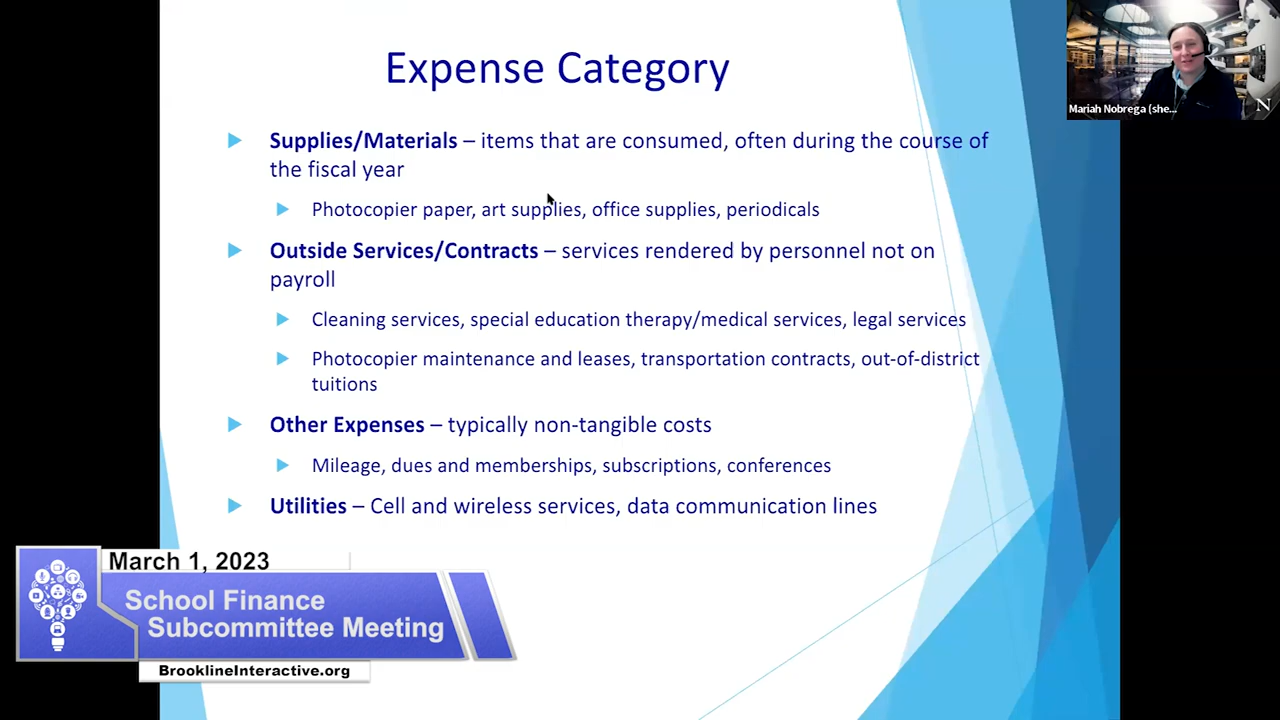 Expense Category
Supplies/Materials – items that are consumed, often during the course of
the fiscal year
Photocopier paper, art supplies, office supplies, periodicals
Outside Services/Contracts – services rendered by personnel not on
payroll
Cleaning services, special education therapy/medical services, legal services
Photocopier maintenance and leases, transportation contracts, out-of-district
tuitions
Other Expenses – typically non-tangible costs
Mileage, dues and memberships, subscriptions, conferences
Utilities – Cell and wireless services, data communication lines
Mariah Nobrega (she...
N
March 1, 2023
School Finance
Subcommittee Meeting
BrooklineInteractive.org